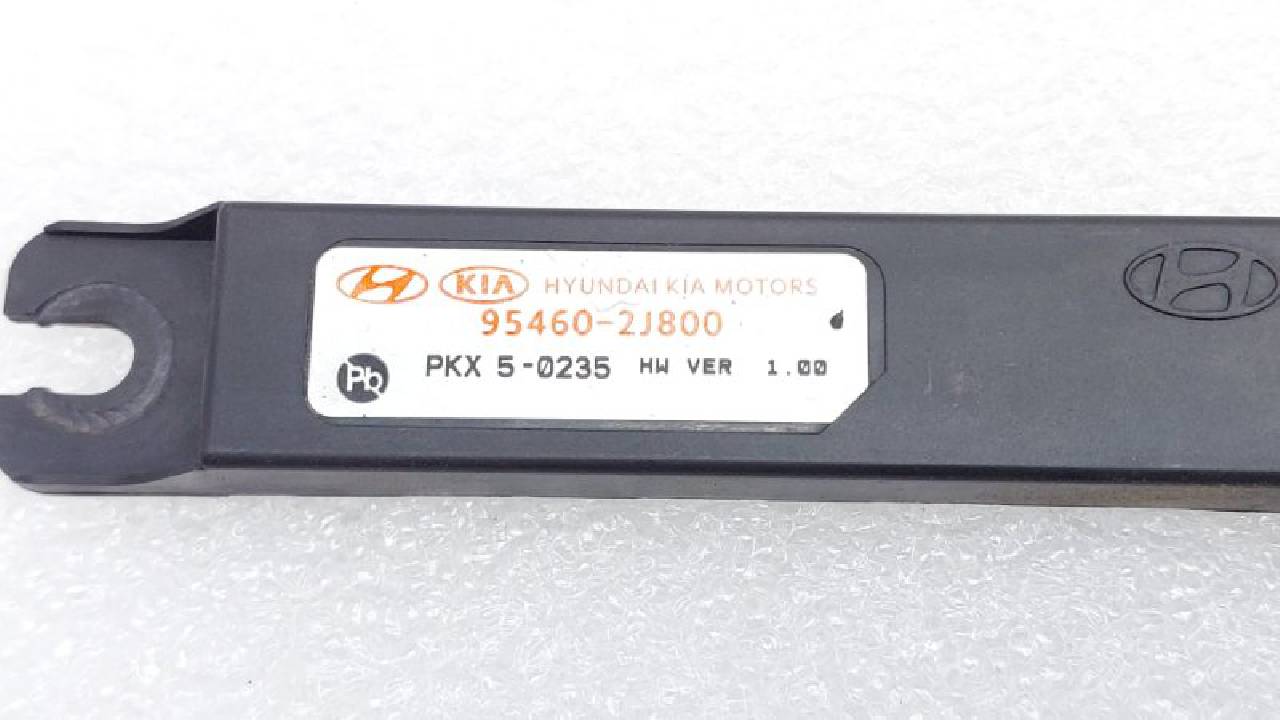 KIA HYUNDAI KIA MOTORS
95460-2J800
Pb PKX 5-0235 HW VER 1.00